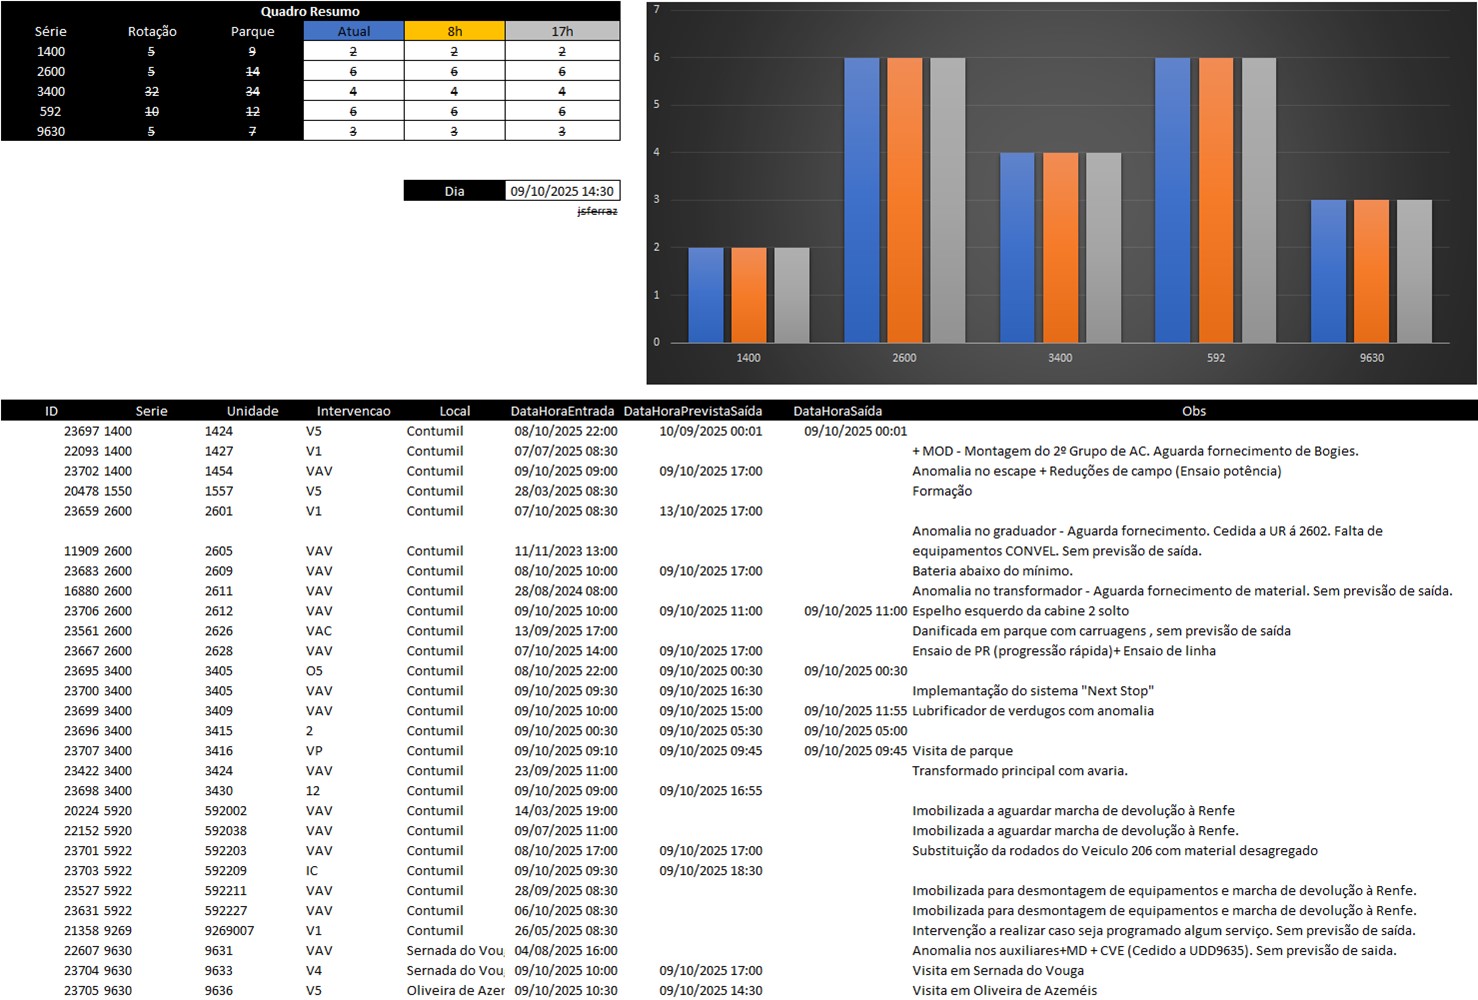 Quadro Resumo
Série Rotação Parque Atual 8h 17h
1400 5 9 2 2 2
2600 5 14 6 6 6
3400 32 34 4 4 4
592 10 12 6 6 6
9630 5 7 3 3 3
Dia 09/10/2025 14:30
jsferraz
7
6
5
4
3
2
1
0
1400 2600 3400 592 9630
ID Serie Unidade Intervencao Local DataHoraEntrada DataHoraPrevistaSaída DataHoraSaída Obs
23697 1400 1424 V5 Contumil 08/10/2025 22:00 10/09/2025 00:01 09/10/2025 00:01
22093 1400 1427 V1 Contumil 07/07/2025 08:30 + MOD - Montagem do 2º Grupo de AC. Aguarda fornecimento de Bogies.
23702 1400 1454 VAV Contumil 09/10/2025 09:00 09/10/2025 17:00 Anomalia no escape + Reduções de campo (Ensaio potência)
20478 1550 1557 V5 Contumil 28/03/2025 08:30 Formação
23659 2600 2601 V1 Contumil 07/10/2025 08:30 13/10/2025 17:00
Anomalia no graduador - Aguarda fornecimento. Cedida a UR á 2602. Falta de
11909 2600 2605 VAV Contumil 11/11/2023 13:00 equipamentos CONVEL. Sem previsão de saída.
23683 2600 2609 VAV Contumil 08/10/2025 10:00 09/10/2025 17:00 Bateria abaixo do mínimo.
16880 2600 2611 VAV Contumil 28/08/2024 08:00 Anomalia no transformador - Aguarda fornecimento de material. Sem previsão de saída.
23706 2600 2612 VAV Contumil 09/10/2025 10:00 09/10/2025 11:00 09/10/2025 11:00 Espelho esquerdo da cabine 2 solto
23561 2600 2626 VAC Contumil 13/09/2025 17:00 Danificada em parque com carruagens , sem previsão de saída
23667 2600 2628 VAV Contumil 07/10/2025 14:00 09/10/2025 17:00 Ensaio de PR (progressão rápida)+ Ensaio de linha
23695 3400 3405 O5 Contumil 08/10/2025 22:00 09/10/2025 00:30 09/10/2025 00:30
23700 3400 3405 VAV Contumil 09/10/2025 09:30 09/10/2025 16:30 Implemantação do sistema "Next Stop"
23699 3400 3409 VAV Contumil 09/10/2025 10:00 09/10/2025 15:00 09/10/2025 11:55 Lubrificador de verdugos com anomalia
23696 3400 3415 2 Contumil 09/10/2025 00:30 09/10/2025 05:30 09/10/2025 05:00
23707 3400 3416 VP Contumil 09/10/2025 09:10 09/10/2025 09:45 09/10/2025 09:45 Visita de parque
23422 3400 3424 VAV Contumil 23/09/2025 11:00 Transformado principal com avaria.
23698 3400 3430 12 Contumil 09/10/2025 09:00 09/10/2025 16:55
20224 5920 592002 VAV Contumil 14/03/2025 19:00 Imobilizada a aguardar marcha de devolução à Renfe
22152 5920 592038 VAV Contumil 09/07/2025 11:00 Imobilizada a aguardar marcha de devolução à Renfe.
23701 5922 592203 VAV Contumil 08/10/2025 17:00 09/10/2025 17:00 Substituição da rodados do Veiculo 206 com material desagregado
23703 5922 592209 IC Contumil 09/10/2025 09:30 09/10/2025 18:30
23527 5922 592211 VAV Contumil 28/09/2025 08:30 Imobilizada para desmontagem de equipamentos e marcha de devolução à Renfe.
23631 5922 592227 VAV Contumil 06/10/2025 08:30 Imobilizada para desmontagem de equipamentos e marcha de devolução à Renfe.
21358 9269 9269007 V1 Contumil 26/05/2025 08:30 Intervenção a realizar caso seja programado algum serviço. Sem previsão de saída.
22607 9630 9631 VAV Sernada do Voug 04/08/2025 16:00 Anomalia nos auxiliares+MD + CVE (Cedido a UDD9635). Sem previsão de saida.
23704 9630 9633 V4 Sernada do Voug 09/10/2025 10:00 09/10/2025 17:00 Visita em Sernada do Vouga
23705 9630 9636 V5 Oliveira de Azer 09/10/2025 10:30 09/10/2025 14:30 Visita em Oliveira de Azeméis